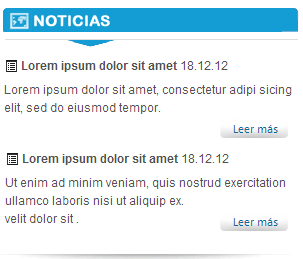 NOTICIAS
Lorem ipsum dolor sit amet 18.12.12
Lorem ipsum dolor sit amet, consectetur adipi sicing
elit, sed do eiusmod tempor.
Leer más
Lorem ipsum dolor sit amet 18.12.12
Ut enim ad minim veniam, quis nostrud exercitation
ullamco laboris nisi ut aliquip ex.
velit dolor sit .
Leer más